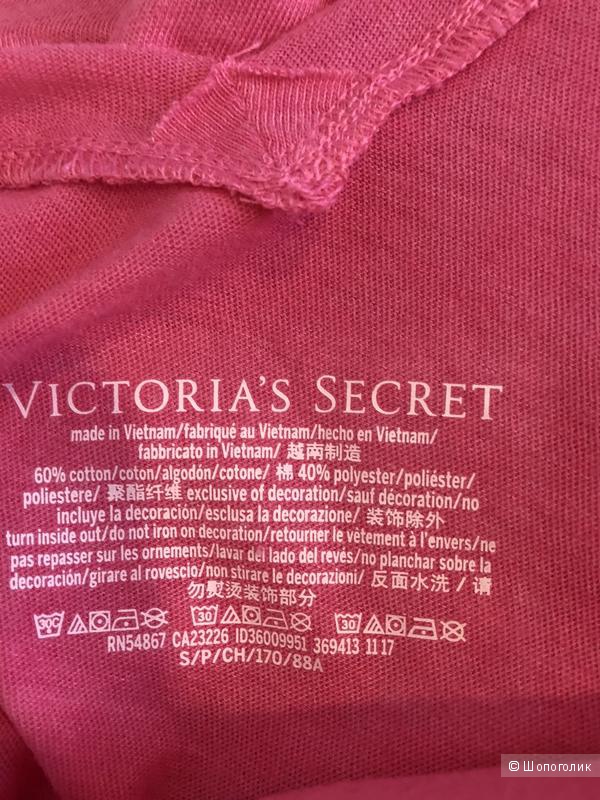 VICTORIA'S SECRET
made in Vietnam/fabriqué au Vietnam/hecho en Vietnam/
fabbricato in Vietnam/ 越南制造
60% cotton/coton/algodón/cotone/ 棉 40% polyester/poliéster/
poliestere/ 聚酯纤维 exclusive of decoration/sauf décoration/no
incluye la decoración/esclusa la decorazione/ 装饰除外
turn inside out/do not iron on decoration/retourner le vêtement à l'envers/ne
pas repasser sur les ornements/lavar del lado del revés/no planchar sobre la
decoración/girare al rovescio/non stirare le decorazioni/ 反面水洗 / 请
勿熨烫装饰部分
30C 30 30
RN54867 CA23226 ID36009951 369413 11 17
S/P/CH/170/88A
© Шопоголик